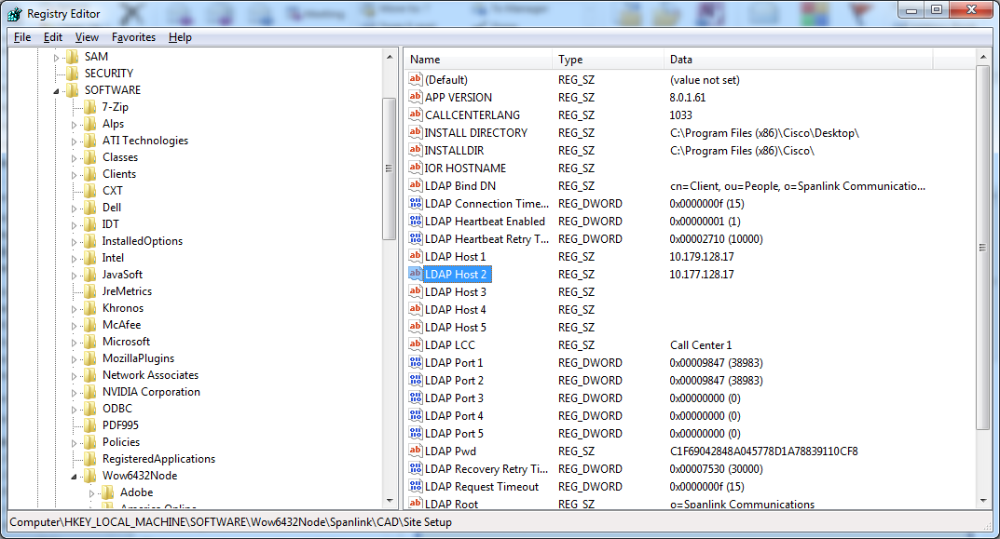 Registry Editor
File Edit View Favorites Help
SAM
SECURITY
SOFTWARE
7-Zip
Alps
ATI Technologies
Classes
Clients
CXT
Dell
IDT
InstalledOptions
Intel
JavaSoft
JreMetrics
Khronos
McAfee
Microsoft
MozillaPlugins
Network Associates
NVIDIA Corporation
ODBC
PDF995
Policies
RegisteredApplications
Wow6432Node
Adobe
America Online
Name Type Data
(Default) REG_SZ (value not set)
APP VERSION REG_SZ 8.0.1.61
CALLCENTERLANG REG_SZ 1033
INSTALL DIRECTORY REG_SZ C:\Program Files (x86)\Cisco\Desktop\
INSTALLDIR REG_SZ C:\Program Files (x86)\Cisco\
IOR HOSTNAME REG_SZ
LDAP Bind DN REG_SZ cn=Client, ou=People, o=Spanlink Communicatio...
LDAP Connection Time... REG_DWORD 0x0000000f (15)
LDAP Heartbeat Enabled REG_DWORD 0x00000001 (1)
LDAP Heartbeat Retry T... REG_DWORD 0x00002710 (10000)
LDAP Host 1 REG_SZ 10.179.128.17
LDAP Host 2 REG_SZ 10.177.128.17
LDAP Host 3 REG_SZ
LDAP Host 4 REG_SZ
LDAP Host 5 REG_SZ
LDAP LCC REG_SZ Call Center 1
LDAP Port 1 REG_DWORD 0x00009847 (38983)
LDAP Port 2 REG_DWORD 0x00009847 (38983)
LDAP Port 3 REG_DWORD 0x00000000 (0)
LDAP Port 4 REG_DWORD 0x00000000 (0)
LDAP Port 5 REG_DWORD 0x00000000 (0)
LDAP Pwd REG_SZ C1F69042848A045778D1A78839110CF8
LDAP Recovery Retry Ti... REG_DWORD 0x00007530 (30000)
LDAP Request Timeout REG_DWORD 0x0000000f (15)
LDAP Root REG_SZ o=Spanlink Communications
Computer\HKEY_LOCAL_MACHINE\SOFTWARE\Wow6432Node\Spanlink\CAD\Site Setup